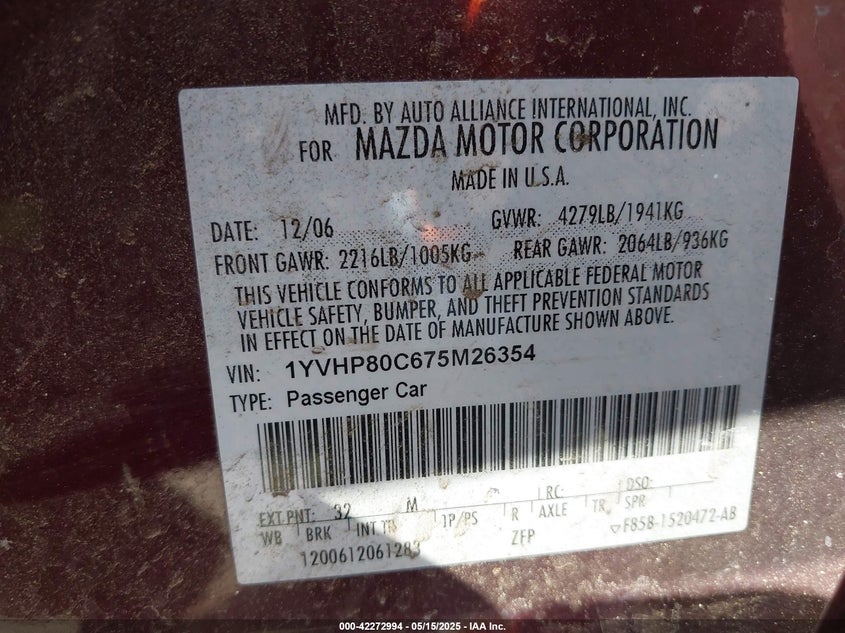 MFD. BY AUTO ALLIANCE INTERNATIONAL, INC.
FOR MAZDA MOTOR CORPORATION
MADE IN U.S.A.
DATE: 12/06 GVWR: 4279LB/1941KG
FRONT GAWR: 2216LB/1005KG REAR GAWR: 2064LB/936KG
THIS VEHICLE CONFORMS TO ALL APPLICABLE FEDERAL MOTOR
VEHICLE SAFETY, BUMPER, AND THEFT PREVENTION STANDARDS
IN EFFECT ON THE DATE OF MANUFACTURE SHOWN ABOVE.
VIN: 1YVHP80C675M26354
TYPE: Passenger Car
EXT PNT: 32 M RC: DSO:
WB BRK INT TR 1P/PS R AXLE TR SPR
ZFP F85B-1520472-AB
1200612061283
000-42272994 - 05/15/2025 - IAA Inc.